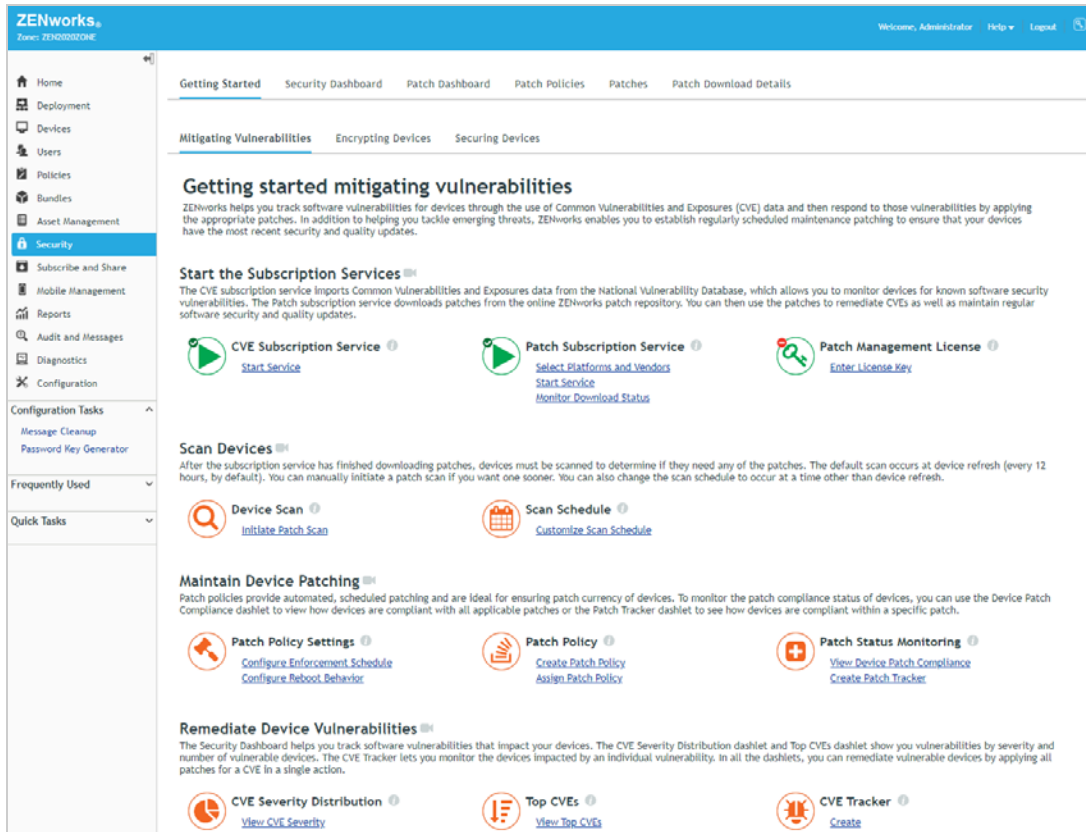 ZENworks®
Zone: ZEN2020ZONE
Welcome, Administrator Help Logout
Home
Deployment
Devices
Users
Policies
Bundles
Asset Management
Security
Subscribe and Share
Mobile Management
Reports
Audit and Messages
Diagnostics
Configuration
Configuration Tasks
Message Cleanup
Password Key Generator
Frequently Used
Quick Tasks
Getting Started Security Dashboard Patch Dashboard Patch Policies Patches Patch Download Details
Mitigating Vulnerabilities Encrypting Devices Securing Devices
Getting started mitigating vulnerabilities
ZENworks helps you track software vulnerabilities for devices through the use of Common Vulnerabilities and Exposures (CVE) data and then respond to those vulnerabilities by applying
the appropriate patches. In addition to helping you tackle emerging threats, ZENworks enables you to establish regularly scheduled maintenance patching to ensure that your devices
have the most recent security and quality updates.
Start the Subscription Services
The CVE subscription service imports Common Vulnerabilities and Exposures data from the National Vulnerability Database, which allows you to monitor devices for known software security
vulnerabilities. The Patch subscription service downloads patches from the online ZENworks patch repository. You can then use the patches to remediate CVEs as well as maintain regular
software security and quality updates.
CVE Subscription Service
Start Service
Patch Subscription Service
Select Platforms and Vendors
Start Service
Monitor Download Status
Patch Management License
Enter License Key
Scan Devices
After the subscription service has finished downloading patches, devices must be scanned to determine if they need any of the patches. The default scan occurs at device refresh (every 12
hours, by default). You can manually initiate a patch scan if you want one sooner. You can also change the scan schedule to occur at a time other than device refresh.
Device Scan
Initiate Patch Scan
Scan Schedule
Customize Scan Schedule
Maintain Device Patching
Patch policies provide automated, scheduled patching and are ideal for ensuring patch currency of devices. To monitor the patch compliance status of devices, you can use the Device Patch
Compliance dashlet to view how devices are compliant with all applicable patches or the Patch Tracker dashlet to see how devices are compliant within a specific patch.
Patch Policy Settings
Configure Enforcement Schedule
Configure Reboot Behavior
Patch Policy
Create Patch Policy
Assign Patch Policy
Patch Status Monitoring
View Device Patch Compliance
Create Patch Tracker
Remediate Device Vulnerabilities
The Security Dashboard helps you track software vulnerabilities that impact your devices. The CVE Severity Distribution dashlet and Top CVEs dashlet show you vulnerabilities by severity and
number of vulnerable devices. The CVE Tracker lets you monitor the devices impacted by an individual vulnerability. In all the dashlets, you can remediate vulnerable devices by applying all
patches for a CVE in a single action.
CVE Severity Distribution
View CVE Severity
Top CVEs
View Top CVEs
CVE Tracker
Create